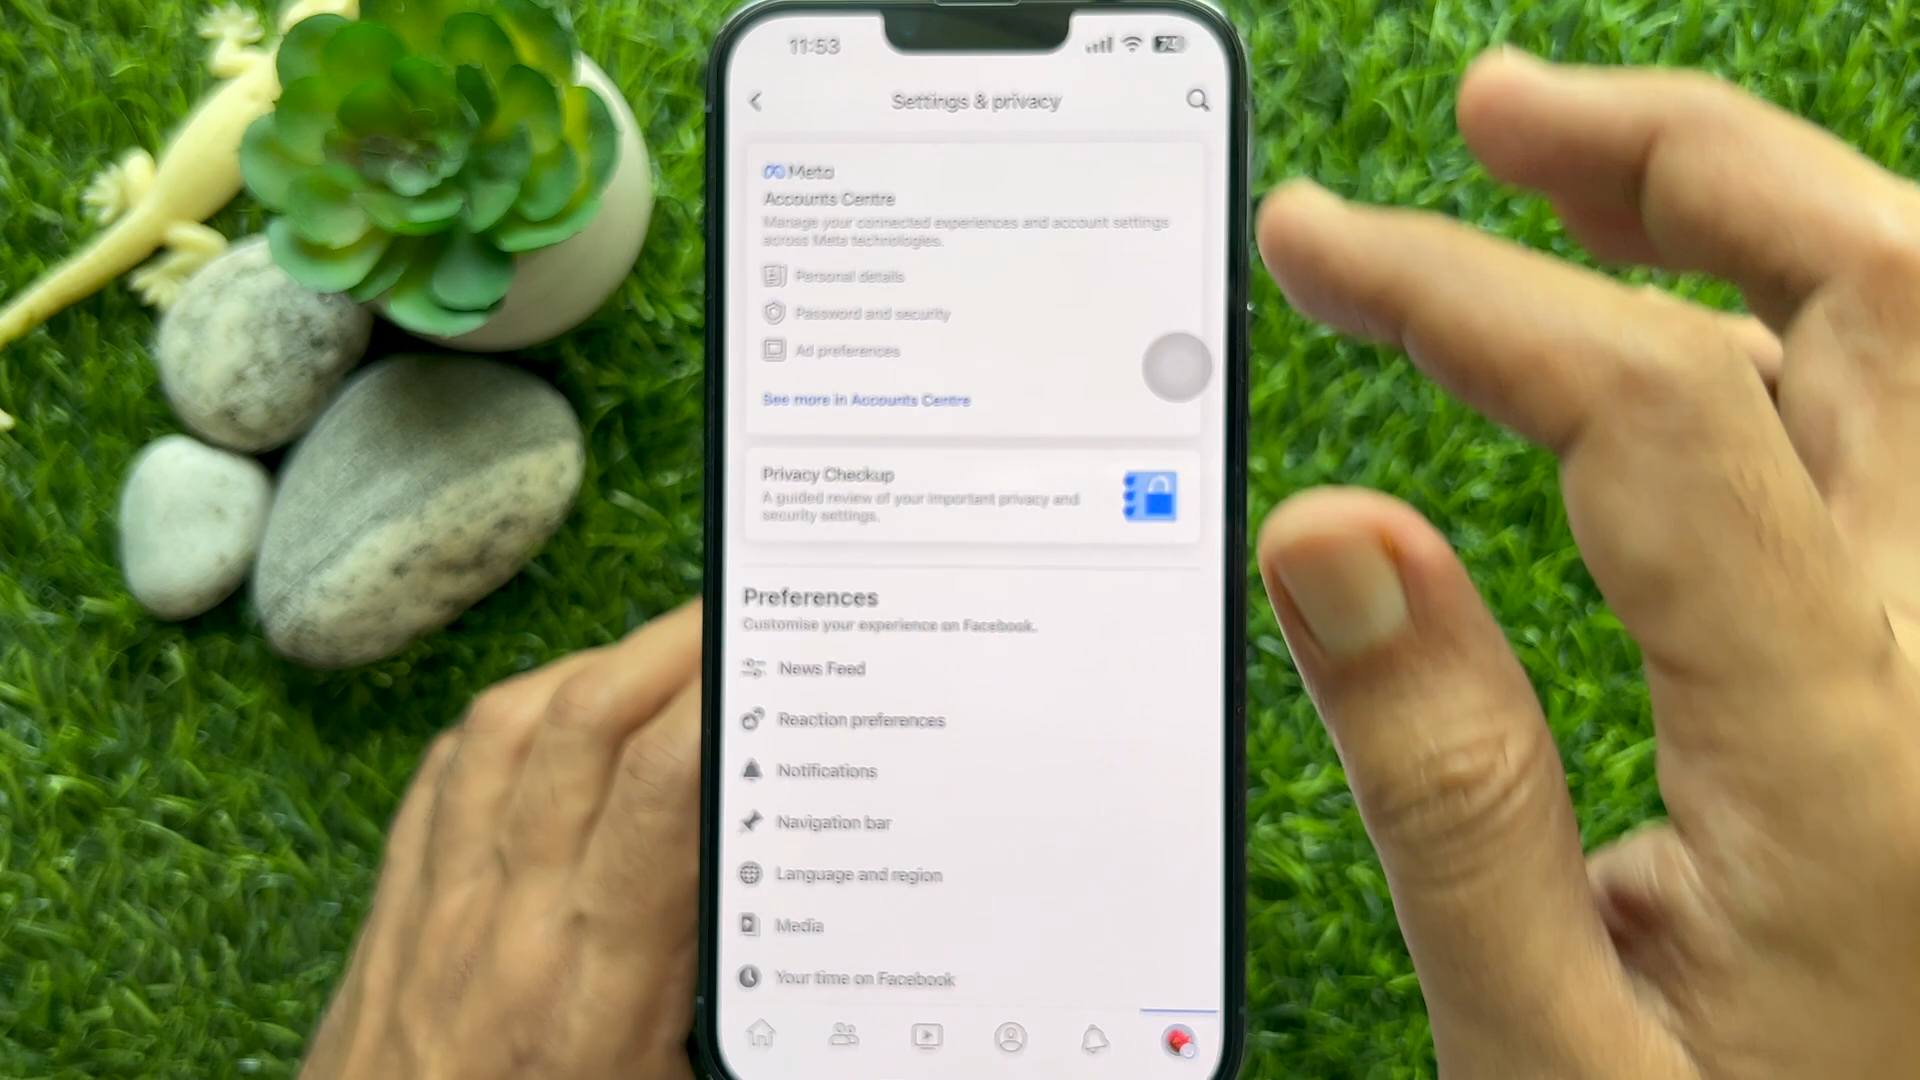 11:53
74
Settings & privacy
Meta
Accounts Centre
Manage your connected experiences and account settings
across Meta technologies.
Personal details
Password and security
Ad preferences
See more in Accounts Centre
Privacy Checkup
A guided review of your important privacy and
security settings.
Preferences
Customise your experience on Facebook.
News Feed
Reaction preferences
Notifications
Navigation bar
Language and region
Media
Your time on Facebook